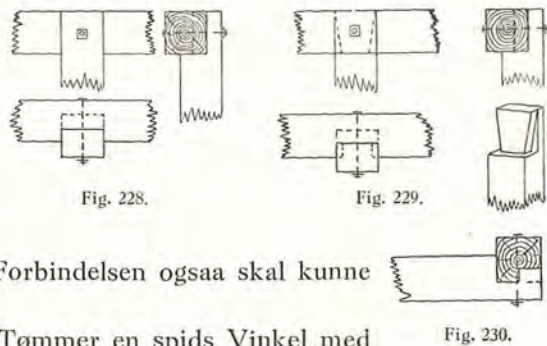 Fig. 228.
Fig. 229.
Forbindelsen ogsaa skal kunne
Tømmer en spids Vinkel med
Fig. 230.